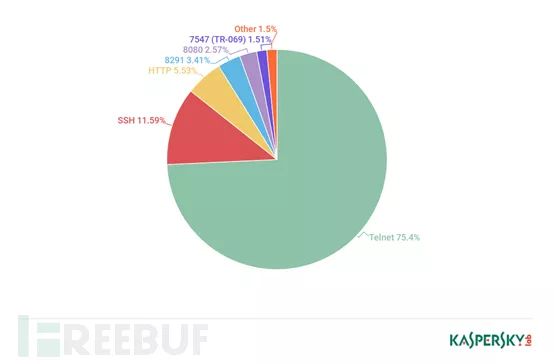 Other 1.5%
7547 (TR-069) 1.51%
8080 2.57%
8291 3.41%
HTTP 5.53%
SSH 11.59%
Telnet 75.4%
FREEBUF
KASPERSKY lab